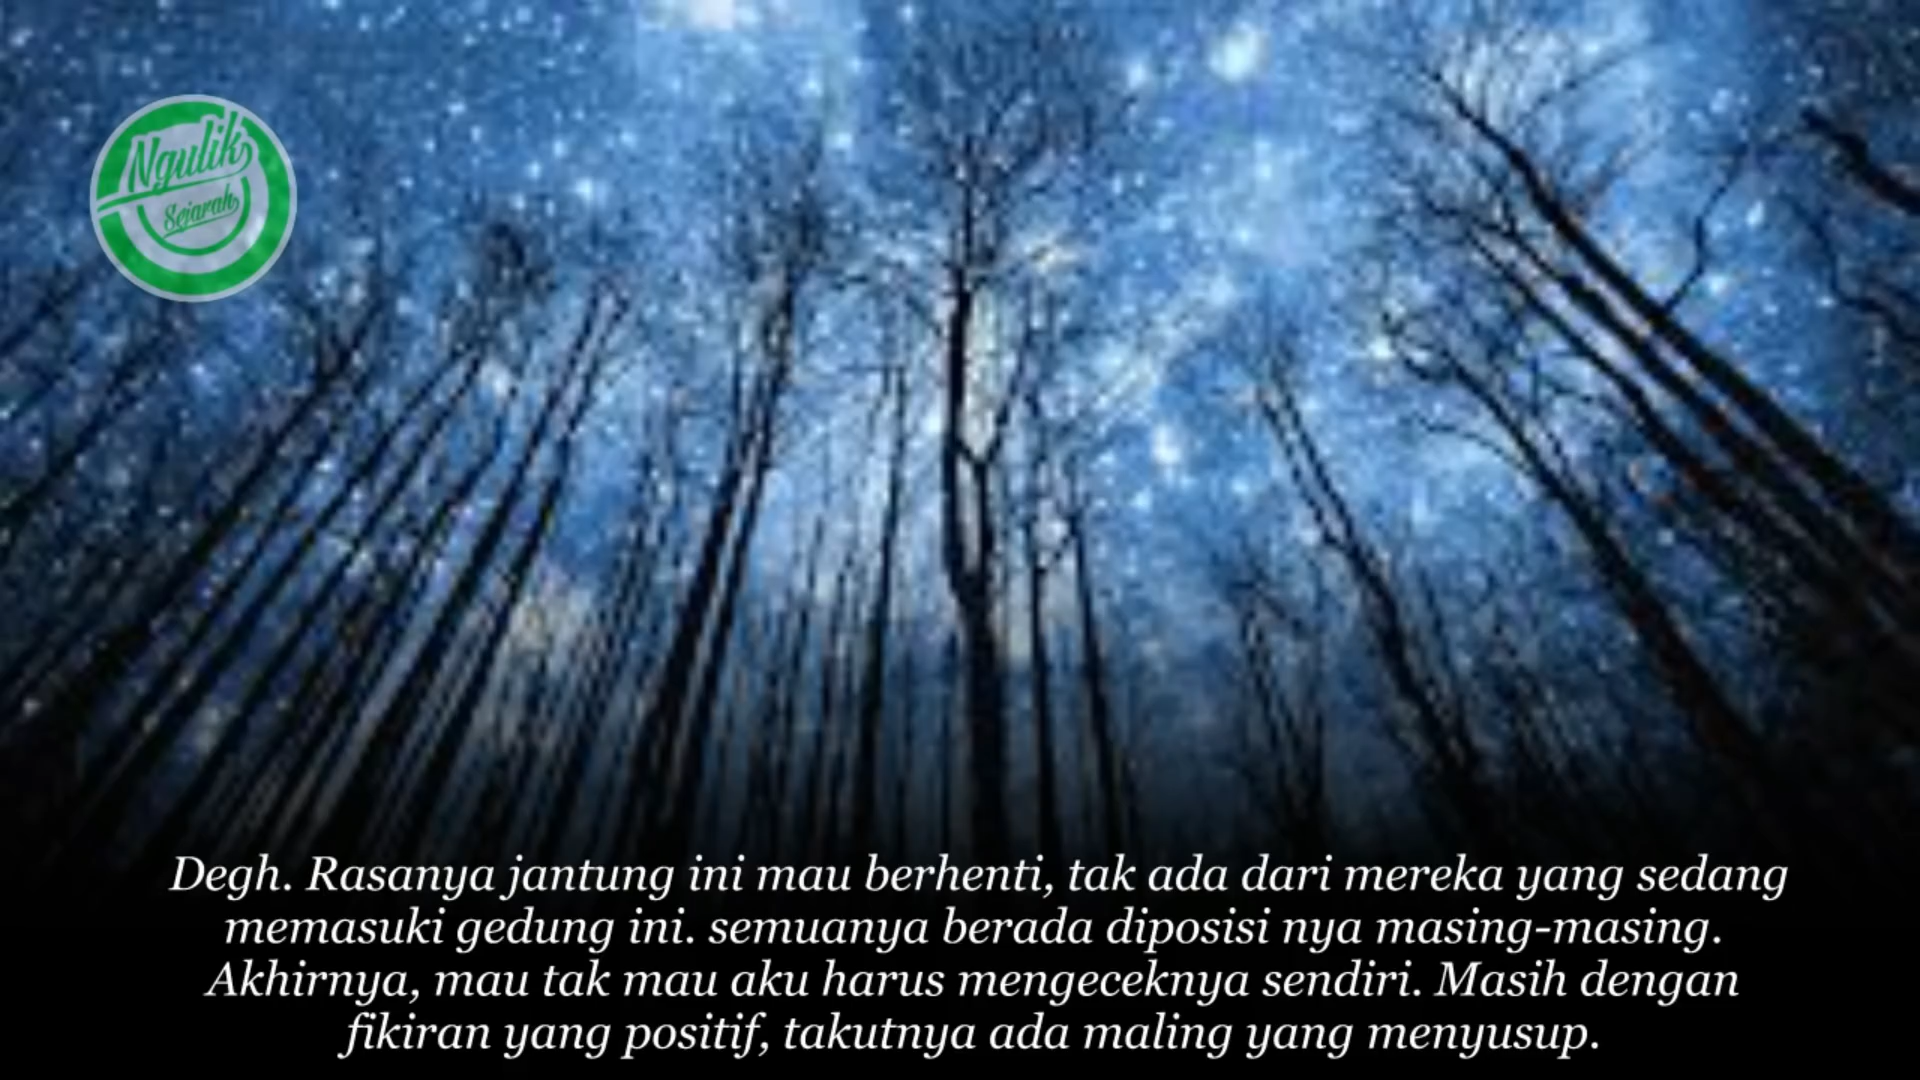 Ngulik
Sejarah
Degh. Rasanya jantung ini mau berhenti, tak ada dari mereka yang sedang
memasuki gedung ini. semuanya berada diposisi nya masing-masing.
Akhirnya, mau tak mau aku harus mengeceknya sendiri. Masih dengan
fikiran yang positif, takutnya ada maling yang menyusup.